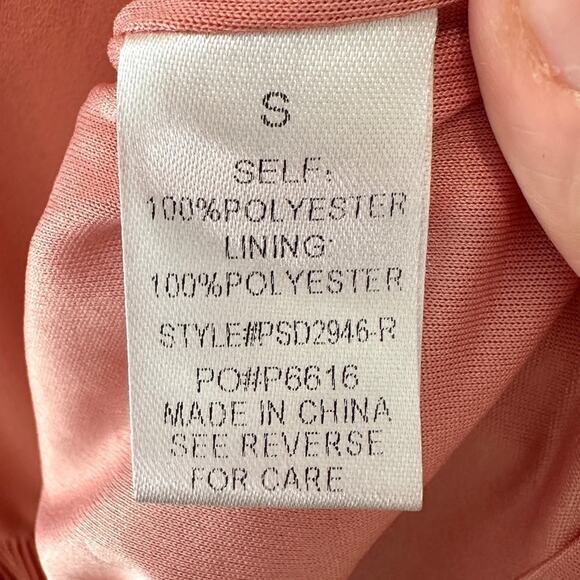 S
SELF:
100%POLYESTER
LINING:
100%POLYESTER
STYLE#PSD2946-R
PO#P6616
MADE IN CHINA
SEE REVERSE
FOR CARE